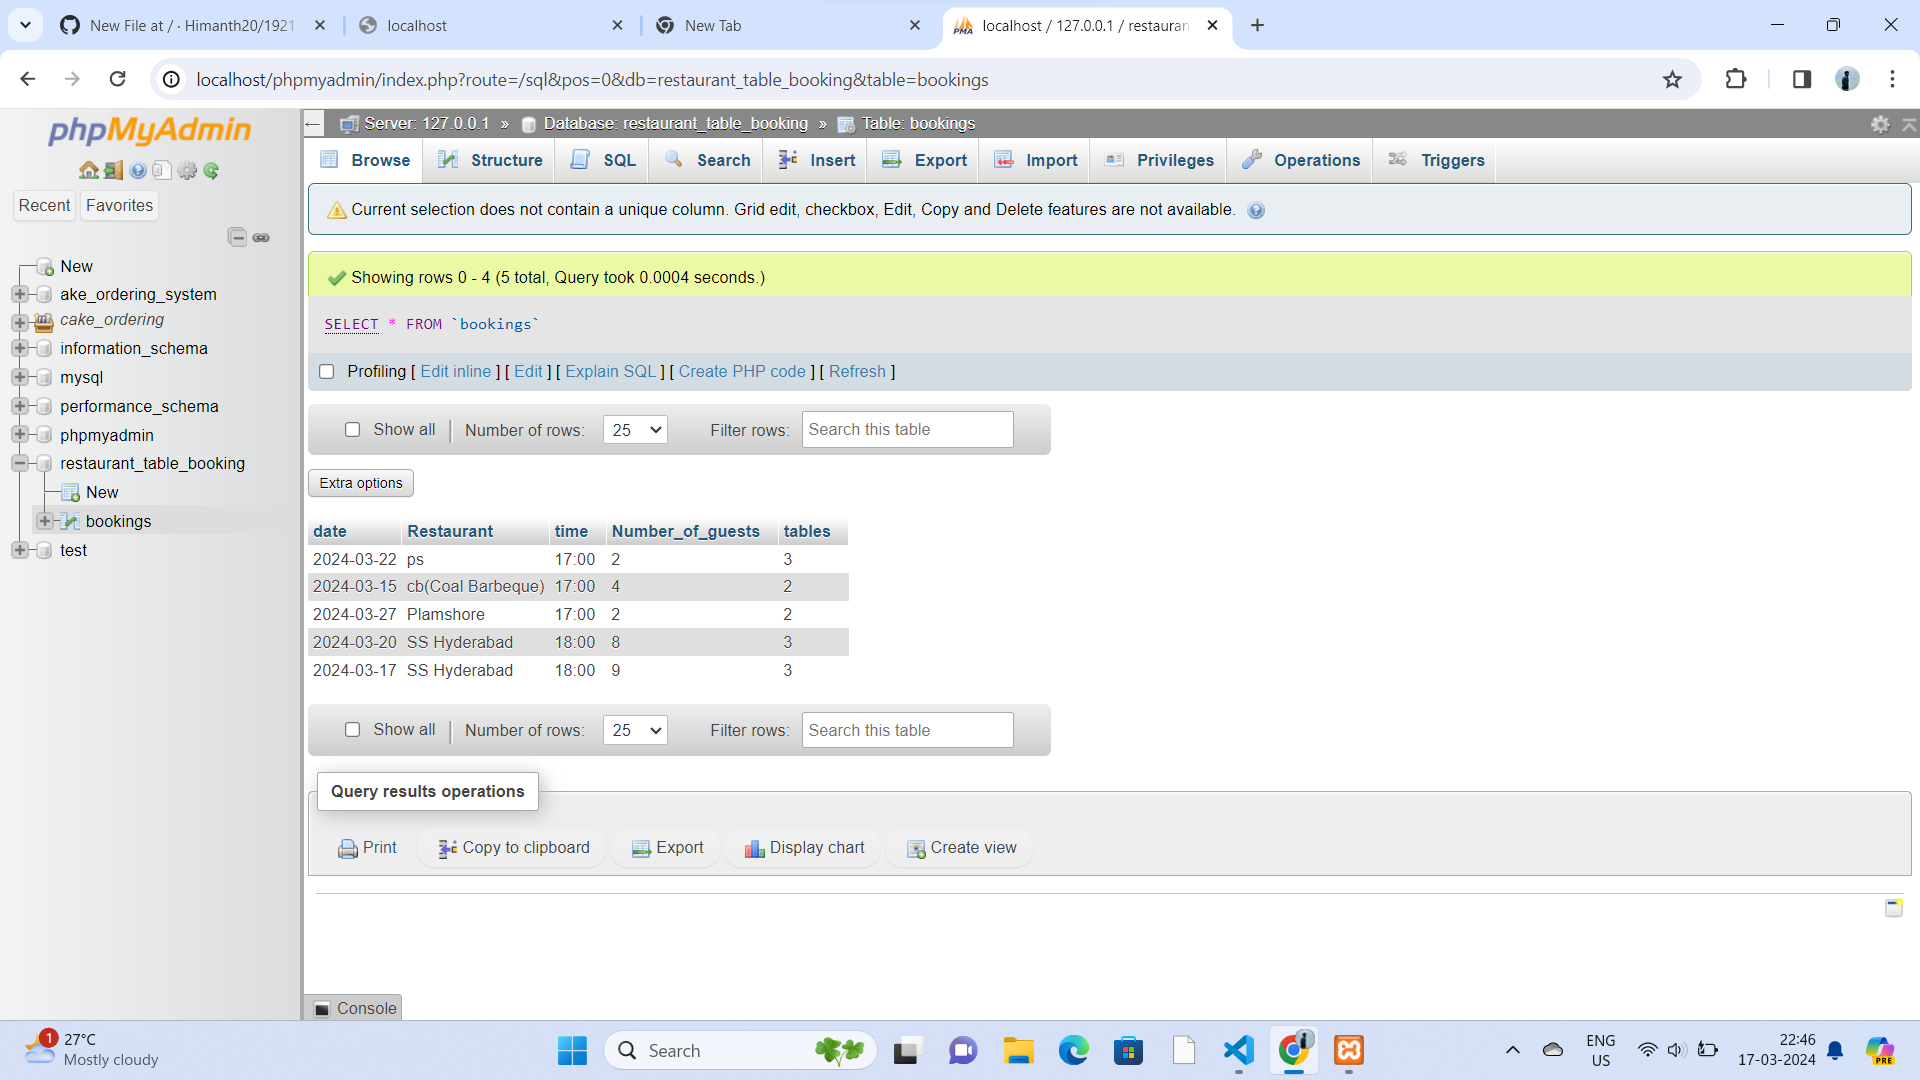 New File at / · Himanth20/1921
localhost
New Tab
localhost / 127.0.0.1 / restauran
localhost/phpmyadmin/index.php?route=/sql&pos=0&db=restaurant_table_booking&table=bookings
phpMyAdmin
Recent
Favorites
New
ake_ordering_system
cake_ordering
information_schema
mysql
performance_schema
phpmyadmin
restaurant_table_booking
New
bookings
test
Server: 127.0.0.1 » Database: restaurant_table_booking » Table: bookings
Browse Structure SQL Search Insert Export Import Privileges Operations Triggers
Current selection does not contain a unique column. Grid edit, checkbox, Edit, Copy and Delete features are not available.
Showing rows 0 - 4 (5 total, Query took 0.0004 seconds.)
SELECT * FROM `bookings`
Profiling [ Edit inline ] [ Edit ] [ Explain SQL ] [ Create PHP code ] [ Refresh ]
Show all | Number of rows: 25 Filter rows: Search this table
Extra options
date Restaurant time Number_of_guests tables
2024-03-22 ps 17:00 2 3
2024-03-15 cb(Coal Barbeque) 17:00 4 2
2024-03-27 Plamshore 17:00 2 2
2024-03-20 SS Hyderabad 18:00 8 3
2024-03-17 SS Hyderabad 18:00 9 3
Show all | Number of rows: 25 Filter rows: Search this table
Query results operations
Print Copy to clipboard Export Display chart Create view
Console
1
27°C
Mostly cloudy
Search
PRE
ENG
US
22:46
17-03-2024